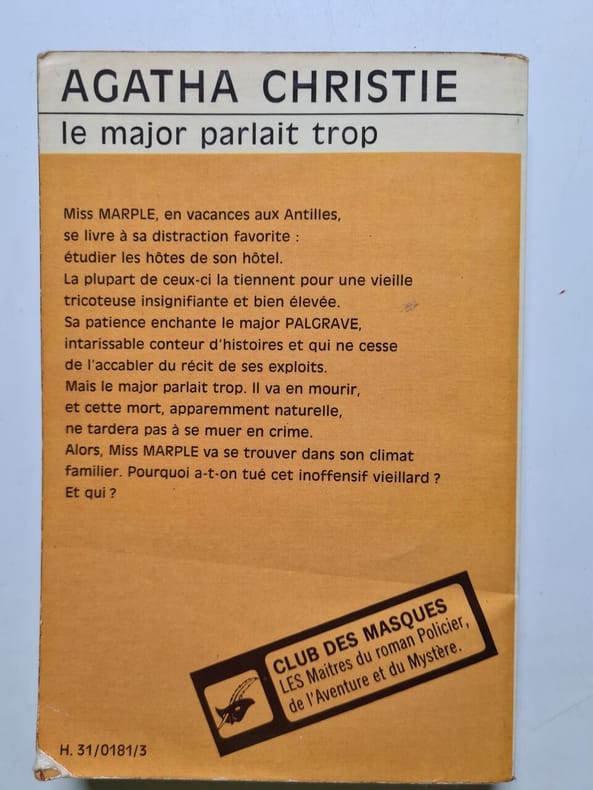 AGATHA CHRISTIE
le major parlait trop
Miss MARPLE, en vacances aux Antilles,
se livre à sa distraction favorite :
étudier les hôtes de son hôtel.
La plupart de ceux-ci la tiennent pour une vieille
tricoteuse insignifiante et bien élevée.
Sa patience enchante le major PALGRAVE,
intarissable conteur d'histoires et qui ne cesse
de l'accabler du récit de ses exploits.
Mais le major parlait trop. Il va en mourir,
et cette mort, apparemment naturelle,
ne tardera pas à se muer en crime.
Alors, Miss MARPLE va se trouver dans son climat
familier. Pourquoi a-t-on tué cet inoffensif vieillard ?
Et qui ?
CLUB DES MASQUES
LES Maîtres du roman Policier,
de l'Aventure et du Mystère.
H. 31/0181/3